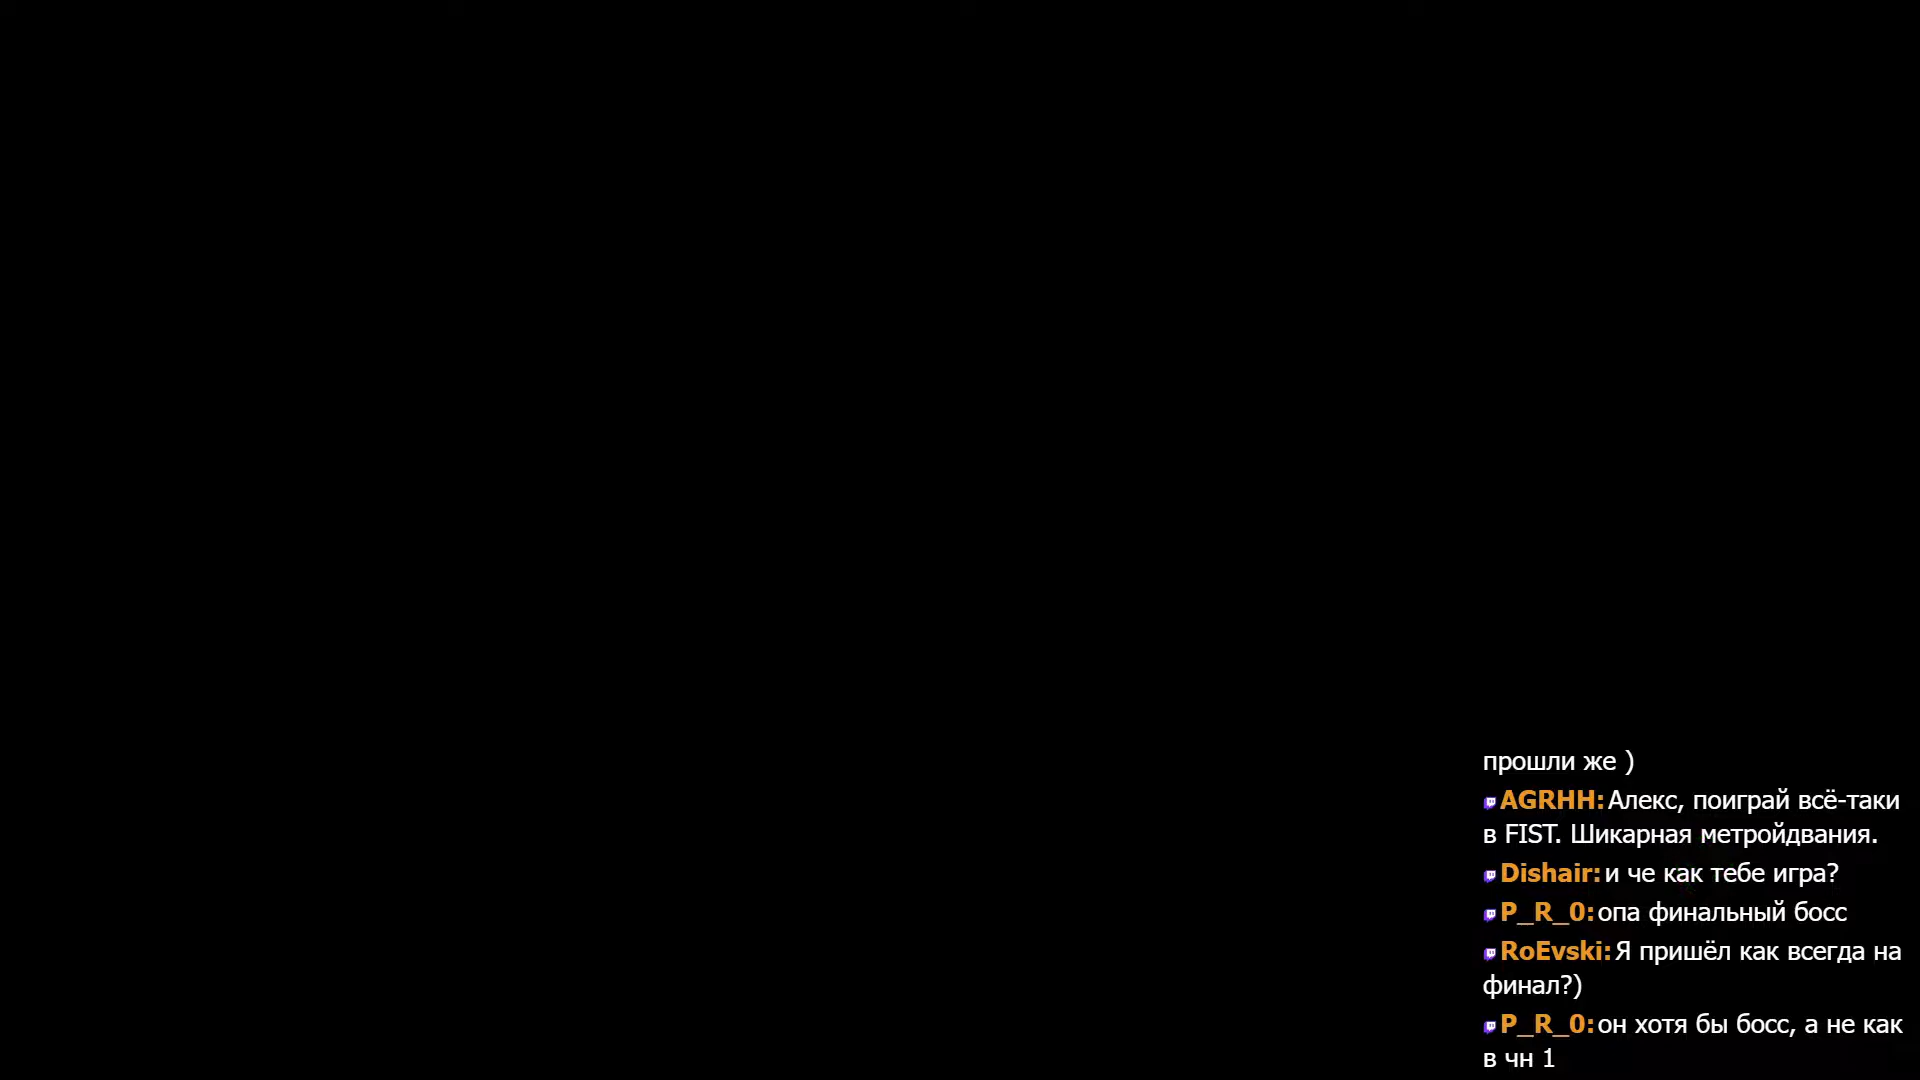 прошли же )
AGRHH: Алекс, поиграй всё-таки
в FIST. Шикарная метройдвания.
Dishair: и че как тебе игра?
P_R_0: опа финальный босс
RoEvski: Я пришёл как всегда на
финал?)
P_R_0: он хотя бы босс, а не как
в чн 1